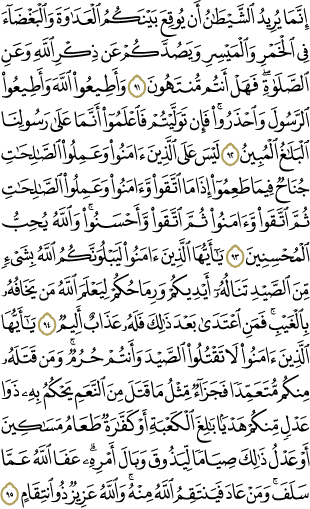 إِنَّمَا يُرِيدُ ٱلشَّيْطَٰنُ أَن يُوقِعَ بَيْنَكُمُ ٱلْعَدَٰوَةَ وَٱلْبَغْضَآءَ
فِى ٱلْخَمْرِ وَٱلْمَيْسِرِ وَيَصُدَّكُمْ عَن ذِكْرِ ٱللَّهِ وَعَنِ
ٱلصَّلَوٰةِ ۖ فَهَلْ أَنتُم مُّنتَهُونَ ٩١ وَأَطِيعُوا۟ ٱللَّهَ وَأَطِيعُوا۟
ٱلرَّسُولَ وَٱحْذَرُوا۟ ۚ فَإِن تَوَلَّيْتُمْ فَٱعْلَمُوٓا۟ أَنَّمَا عَلَىٰ رَسُولِنَا
ٱلْبَلَٰغُ ٱلْمُبِينُ ٩٢ لَيْسَ عَلَى ٱلَّذِينَ ءَامَنُوا۟ وَعَمِلُوا۟ ٱلصَّٰلِحَٰتِ
جُنَاحٌ فِيمَا طَعِمُوٓا۟ إِذَا مَا ٱتَّقَوا۟ وَّءَامَنُوا۟ وَعَمِلُوا۟ ٱلصَّٰلِحَٰتِ
ثُمَّ ٱتَّقَوا۟ وَّءَامَنُوا۟ ثُمَّ ٱتَّقَوا۟ وَّأَحْسَنُوا۟ ۗ وَٱللَّهُ يُحِبُّ
ٱلْمُحْسِنِينَ ٩٣ يَٰٓأَيُّهَا ٱلَّذِينَ ءَامَنُوا۟ لَيَبْلُوَنَّكُمُ ٱللَّهُ بِشَىْءٍ
مِّنَ ٱلصَّيْدِ تَنَالُهُۥٓ أَيْدِيكُمْ وَرِمَاحُكُمْ لِيَعْلَمَ ٱللَّهُ مَن يَخَافُهُۥ
بِٱلْغَيْبِ ۚ فَمَنِ ٱعْتَدَىٰ بَعْدَ ذَٰلِكَ فَلَهُۥ عَذَابٌ أَلِيمٌ ٩٤ يَٰٓأَيُّهَا
ٱلَّذِينَ ءَامَنُوا۟ لَا تَقْتُلُوا۟ ٱلصَّيْدَ وَأَنتُمْ حُرُمٌ ۚ وَمَن قَتَلَهُۥ
مِنكُم مُّتَعَمِّدًا فَجَزَآءٌ مِّثْلُ مَا قَتَلَ مِنَ ٱلنَّعَمِ يَحْكُمُ بِهِۦ ذَوَا
عَدْلٍ مِّنكُمْ هَدْيًۢا بَٰلِغَ ٱلْكَعْبَةِ أَوْ كَفَّٰرَةٌ طَعَامُ مَسَٰكِينَ
أَوْ عَدْلُ ذَٰلِكَ صِيَامًا لِّيَذُوقَ وَبَالَ أَمْرِهِۦ ۗ عَفَا ٱللَّهُ عَمَّا
سَلَفَ ۚ وَمَنْ عَادَ فَيَنتَقِمُ ٱللَّهُ مِنْهُ ۗ وَٱللَّهُ عَزِيزٌ ذُو ٱنتِقَامٍ ٩٥